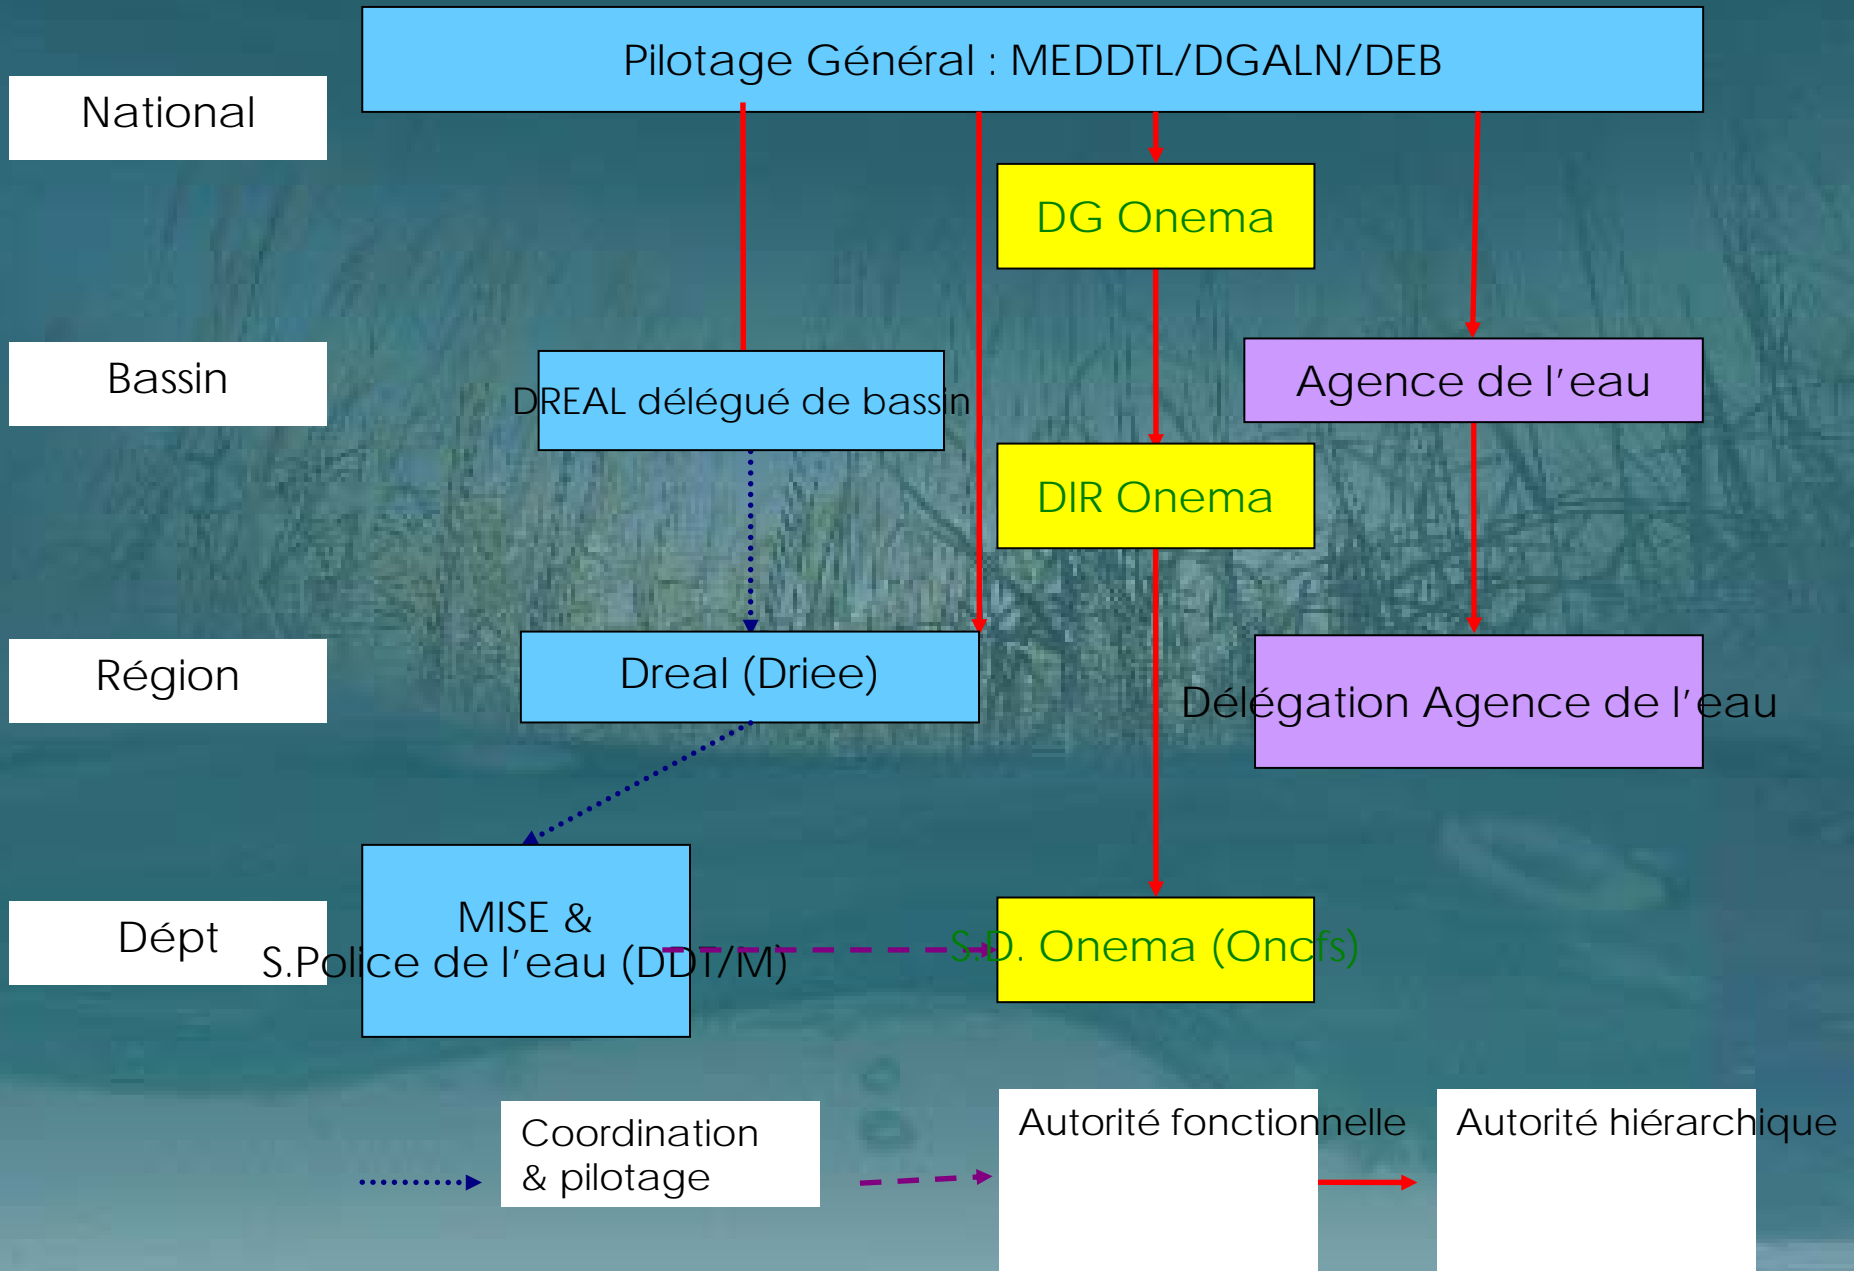 Pilotage Général : MEDDTL/DGALN/DEB
National
DG Onema
Bassin
DREAL délégué de bassin
Agence de l'eau
DIR Onema
Région
Dreal (Driee)
Délégation Agence de l'eau
Dépt
MISE &
S.Police de l'eau (DDT/M)
S.D. Onema (Oncfs)
Coordination
& pilotage
Autorité fonctionnelle
Autorité hiérarchique